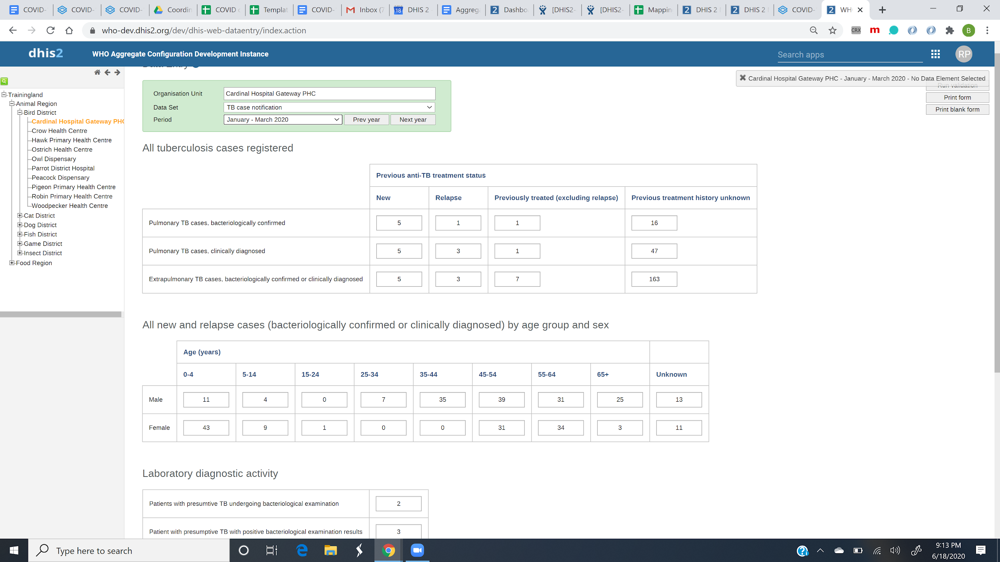 COVID- COVID- COVID- Coordin COVID Templat COVID- Inbox (7 18 DHIS 2 Aggreg 2 Dashbo [DHIS2- [DHIS2- Mappin 2 DHIS 2 2 DHIS 2 COVID- 2 WH
who-dev.dhis2.org/dev/dhis-web-dataentry/index.action CRX m B
dhis2 WHO Aggregate Configuration Development Instance Search apps RP
Data Entry
Cardinal Hospital Gateway PHC - January - March 2020 - No Data Element Selected
Run validation
Print form
Print blank form
Trainingland
Animal Region
Bird District
Cardinal Hospital Gateway PHC
Crow Health Centre
Hawk Primary Health Centre
Ostrich Health Centre
Owl Dispensary
Parrot District Hospital
Peacock Dispensary
Pigeon Primary Health Centre
Robin Primary Health Centre
Woodpecker Health Centre
Cat District
Dog District
Fish District
Game District
Insect District
Food Region
Organisation Unit Cardinal Hospital Gateway PHC
Data Set TB case notification
Period January - March 2020 Prev year Next year
All tuberculosis cases registered
Previous anti-TB treatment status
New Relapse Previously treated (excluding relapse) Previous treatment history unknown
Pulmonary TB cases, bacteriologically confirmed 5 1 1 16
Pulmonary TB cases, clinically diagnosed 5 3 1 47
Extrapulmonary TB cases, bacteriologically confirmed or clinically diagnosed 5 3 7 163
All new and relapse cases (bacteriologically confirmed or clinically diagnosed) by age group and sex
Age (years)
0-4 5-14 15-24 25-34 35-44 45-54 55-64 65+ Unknown
Male 11 4 0 7 35 39 31 25 13
Female 43 9 1 0 0 31 34 3 11
Laboratory diagnostic activity
Patients with presumtive TB undergoing bacteriological examination 2
Patient with presumptive TB with positive bacteriological examination results 3
Type here to search
9:13 PM
6/18/2020